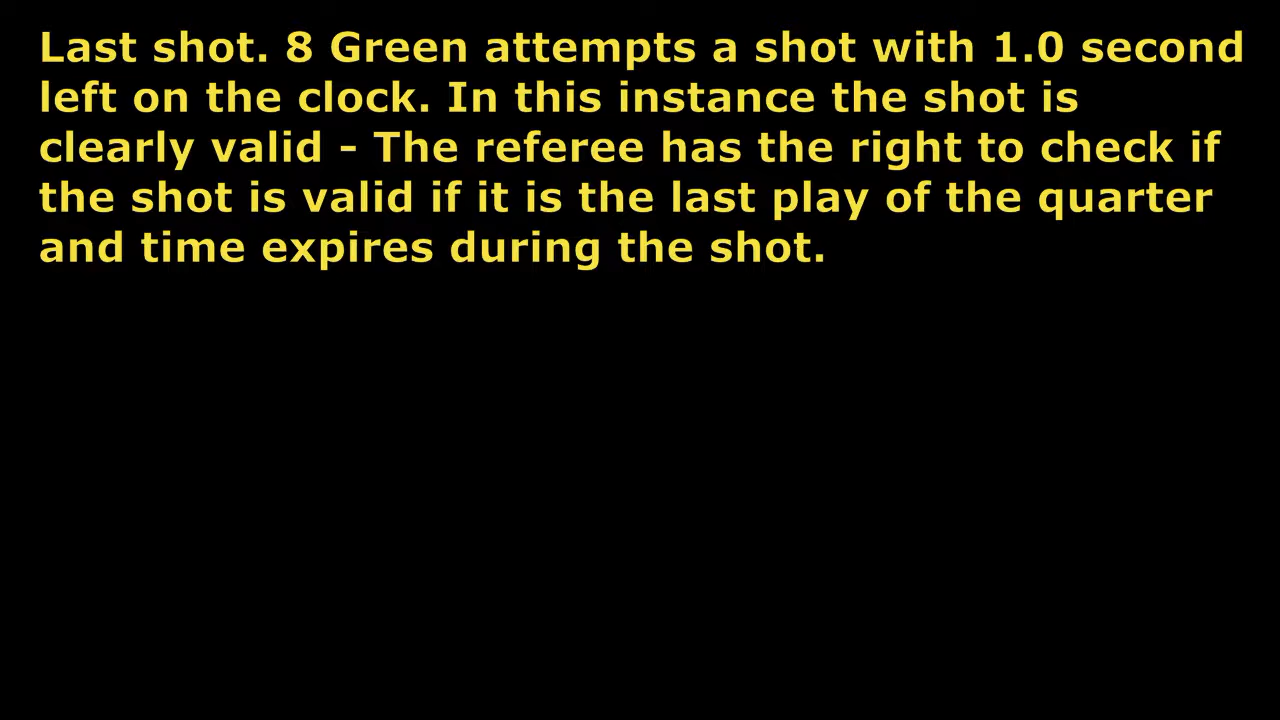 Last shot. 8 Green attempts a shot with 1.0 second
left on the clock. In this instance the shot is
clearly valid - The referee has the right to check if
the shot is valid if it is the last play of the quarter
and time expires during the shot.